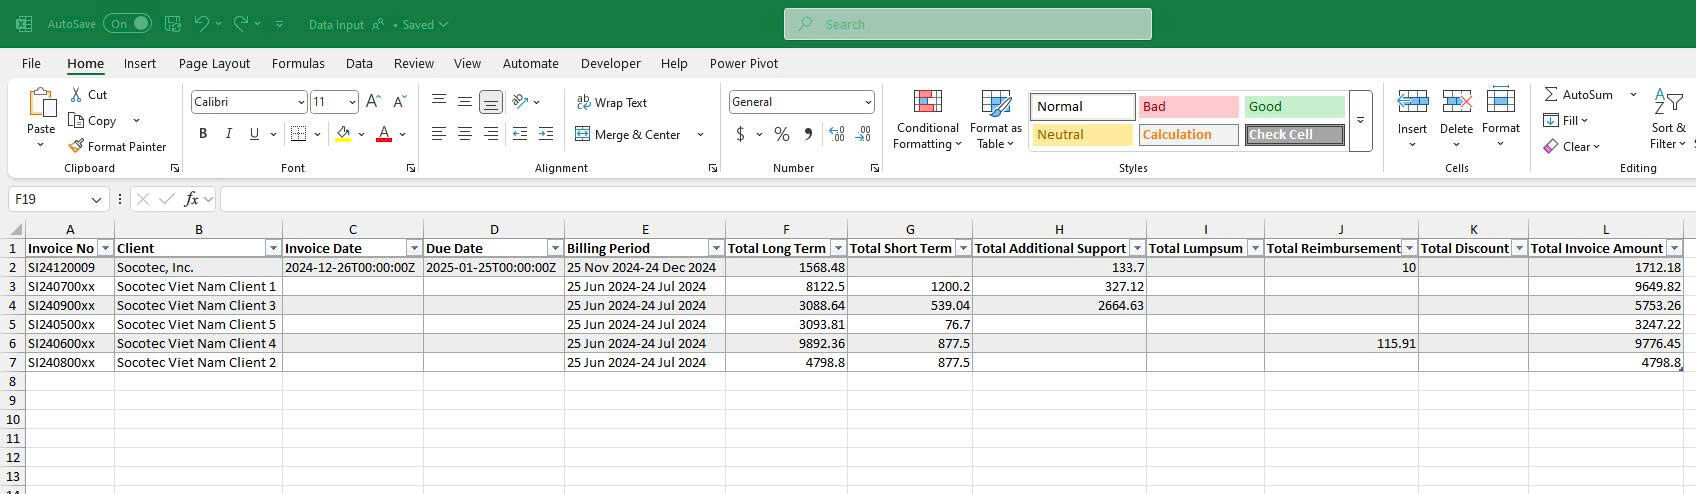 AutoSave On Data Input • Saved Search
File Home Insert Page Layout Formulas Data Review View Automate Developer Help Power Pivot
Paste Cut Copy Format Painter
Clipboard
Calibri 11 A^ A˅
B I U A
Font
ab Wrap Text
Merge & Center
Alignment
General
$ % 9 .00
Number
Conditional Formatting Format as Table
Normal Bad Good
Neutral Calculation Check Cell
Styles
Insert Delete Format
Cells
AutoSum
Fill
Clear
Sort & Filter
Editing
F19 fx
A B C D E F G H I J K L
1 Invoice No Client Invoice Date Due Date Billing Period Total Long Term Total Short Term Total Additional Support Total Lumpsum Total Reimbursement Total Discount Total Invoice Amount
2 SI24120009 Socotec, Inc. 2024-12-26T00:00:00Z 2025-01-25T00:00:00Z 25 Nov 2024-24 Dec 2024 1568.48 133.7 10 1712.18
3 SI240700xx Socotec Viet Nam Client 1 25 Jun 2024-24 Jul 2024 8122.5 1200.2 327.12 9649.82
4 SI240900xx Socotec Viet Nam Client 3 25 Jun 2024-24 Jul 2024 3088.64 539.04 2664.63 5753.26
5 SI240500xx Socotec Viet Nam Client 5 25 Jun 2024-24 Jul 2024 3093.81 76.7 3247.22
6 SI240600xx Socotec Viet Nam Client 4 25 Jun 2024-24 Jul 2024 9892.36 877.5 115.91 9776.45
7 SI240800xx Socotec Viet Nam Client 2 25 Jun 2024-24 Jul 2024 4798.8 877.5 4798.8
8
9
10
11
12
13